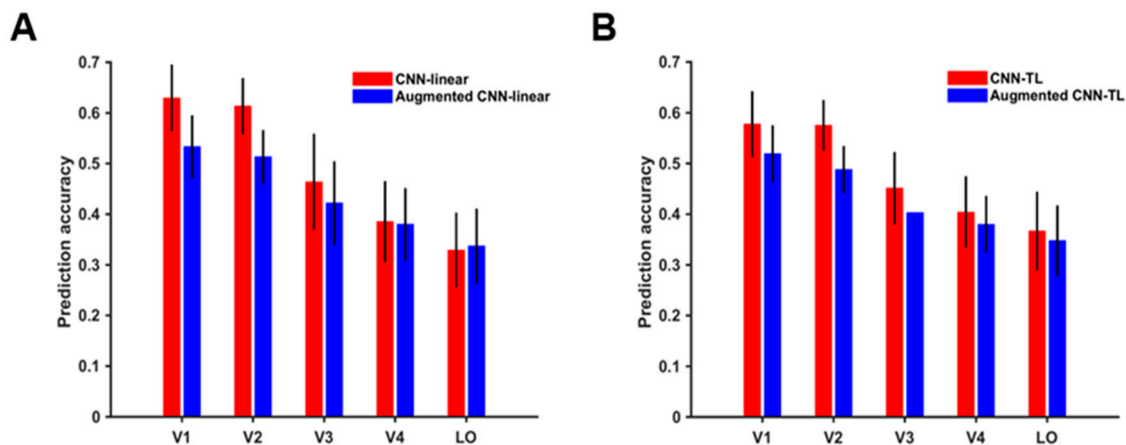 A
Prediction accuracy
0.7
0.6
0.5
0.4
0.3
0.2
0.1
0
CNN-linear
Augmented CNN-linear
V1 V2 V3 V4 LO
B
Prediction accuracy
0.7
0.6
0.5
0.4
0.3
0.2
0.1
0
CNN-TL
Augmented CNN-TL
V1 V2 V3 V4 LO